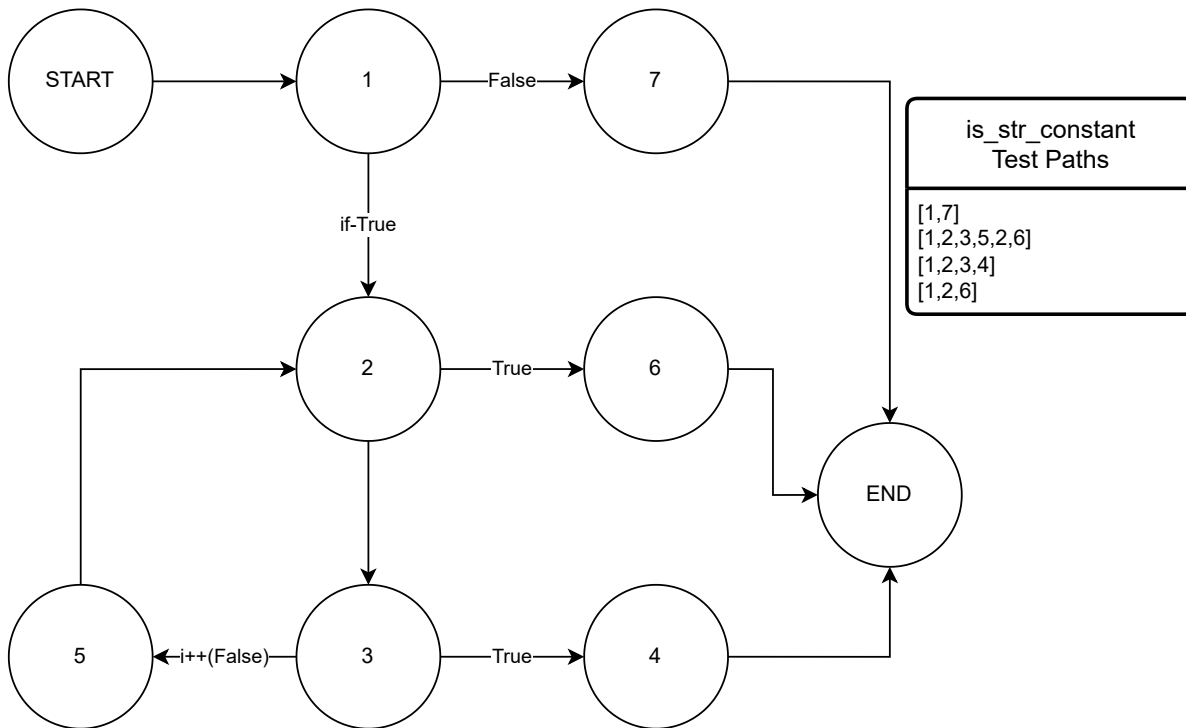 START
1
False
7
is_str_constant
Test Paths
[1,7]
[1,2,3,5,2,6]
[1,2,3,4]
[1,2,6]
if-True
2
True
6
END
5
i++(False)
3
True
4